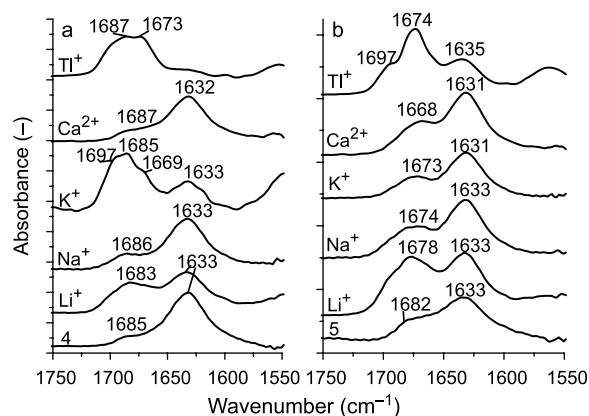 a
1687 1673
Tl⁺
1632
1687
Ca²⁺
1697 1685
1669
1633
K⁺
1633
1686
Na⁺
1683
1633
Li⁺
1685
4
1750 1650 1600 1550
b
1674
1697
1635
Tl⁺
1631
1668
Ca²⁺
1631
1673
K⁺
1633
1674
Na⁺
1678
1633
Li⁺
1682
1633
5
1750 1700 1650 1600 1550
Absorbance (–)
Wavenumber (cm⁻¹)